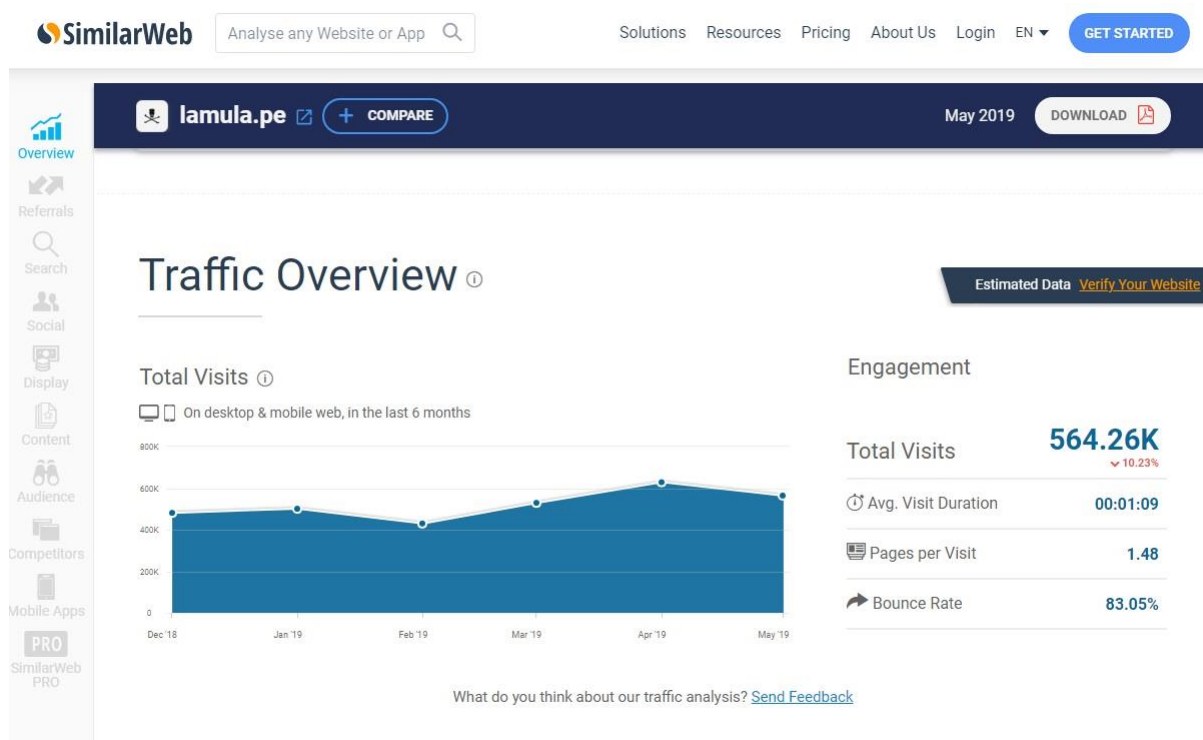 SimilarWeb
Analyse any Website or App
Solutions Resources Pricing About Us Login EN GET STARTED
lamula.pe + COMPARE May 2019 DOWNLOAD
Overview
Referrals
Search
Social
Display
Content
Audience
Competitors
Mobile Apps
PRO
SimilarWeb
PRO
Traffic Overview
Estimated Data Verify Your Website
Total Visits
On desktop & mobile web, in the last 6 months
800K
600K
400K
200K
0
Dec '18 Jan '19 Feb '19 Mar '19 Apr '19 May '19
Engagement
Total Visits 564.26K
10.23%
Avg. Visit Duration 00:01:09
Pages per Visit 1.48
Bounce Rate 83.05%
What do you think about our traffic analysis? Send Feedback